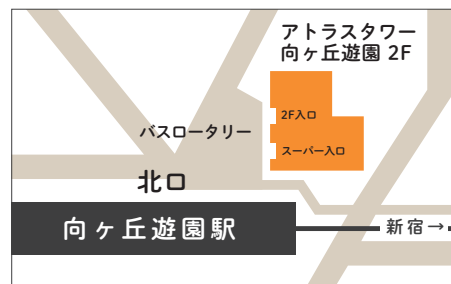 アトラスタワー
向ヶ丘遊園 2F
2F入口
バスロータリー
スーパー入口
北口
向ヶ丘遊園駅
新宿→